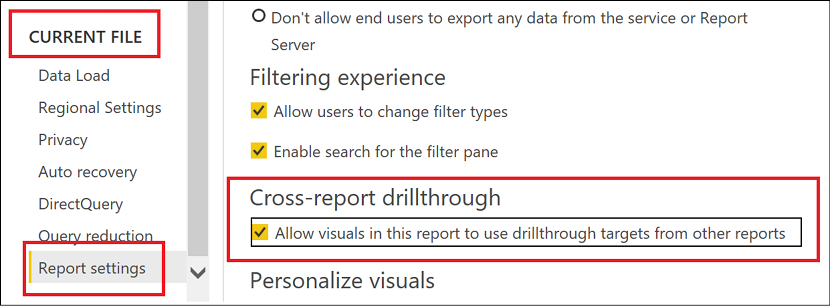 CURRENT FILE
Data Load
Regional Settings
Privacy
Auto recovery
DirectQuery
Query reduction
Report settings
Don't allow end users to export any data from the service or Report
Server
Filtering experience
Allow users to change filter types
Enable search for the filter pane
Cross-report drillthrough
Allow visuals in this report to use drillthrough targets from other reports
Personalize visuals